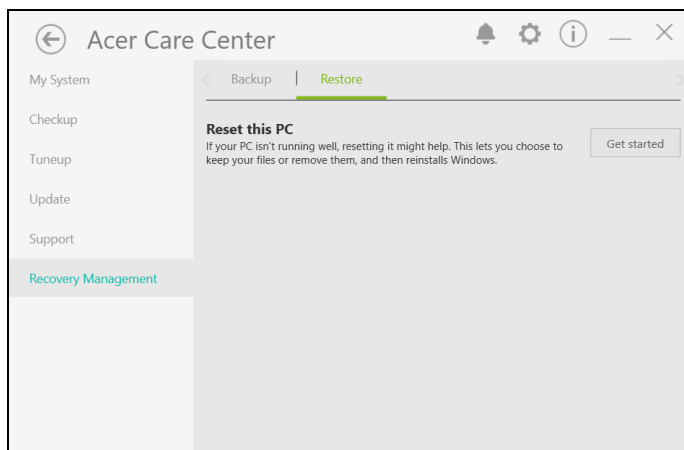 Acer Care Center
My System
Checkup
Tuneup
Update
Support
Recovery Management
Backup | Restore
Reset this PC
If your PC isn't running well, resetting it might help. This lets you choose to
keep your files or remove them, and then reinstalls Windows.
Get started